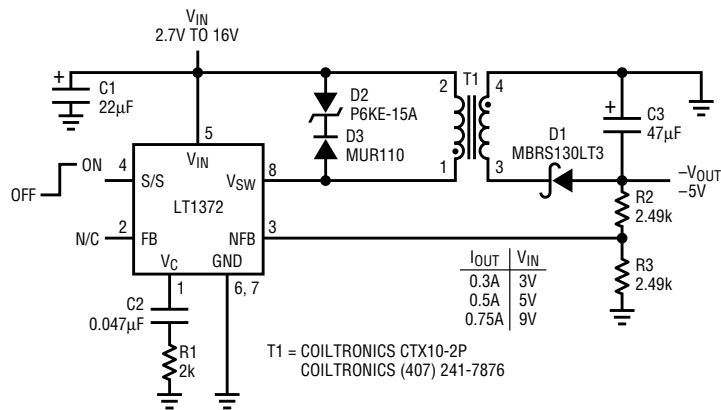 VIN
2.7V TO 16V
+
C1
22µF
D2
P6KE-15A
D3
MUR110
2
T1
4
1
3
+
C3
47µF
D1
MBRS130LT3
–VOUT
–5V
5
VIN
ON
OFF
4
S/S
VSW
8
LT1372
N/C
2
FB
NFB
3
VC
GND
1
6, 7
R2
2.49k
R3
2.49k
IOUT VIN
0.3A 3V
0.5A 5V
0.75A 9V
C2
0.047µF
R1
2k
T1 = COILTRONICS CTX10-2P
COILTRONICS (407) 241-7876